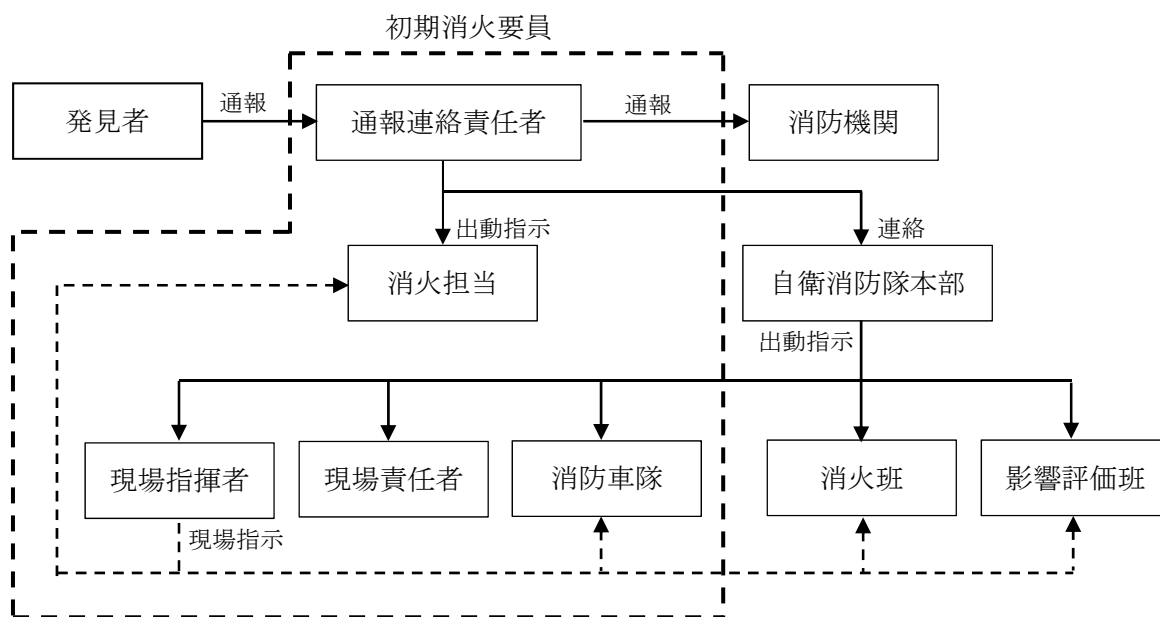 初期消火要員
発見者
通報
通報連絡責任者
通報
消防機関
出動指示
連絡
消火担当
自衛消防隊本部
出動指示
現場指揮者
現場責任者
消防車隊
消火班
影響評価班
現場指示